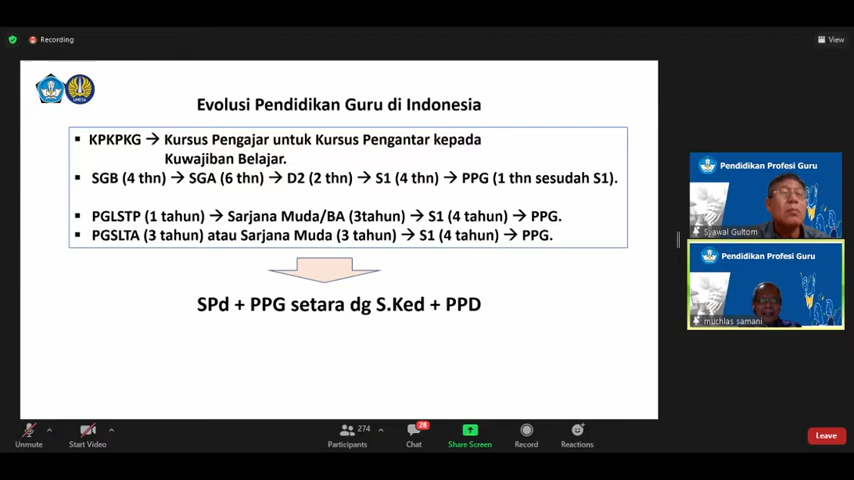 Recording
View
UNESA
Evolusi Pendidikan Guru di Indonesia
▪ KPKPKG → Kursus Pengajar untuk Kursus Pengantar kepada
Kuwajiban Belajar.
▪ SGB (4 thn) → SGA (6 thn) → D2 (2 thn) → S1 (4 thn) → PPG (1 thn sesudah S1).
▪ PGLSTP (1 tahun) → Sarjana Muda/BA (3tahun) → S1 (4 tahun) → PPG.
▪ PGSLTA (3 tahun) atau Sarjana Muda (3 tahun) → S1 (4 tahun) → PPG.
SPd + PPG setara dg S.Ked + PPD
Pendidikan Profesi Guru
Syawal Gultom
Pendidikan Profesi Guru
muchlas samani
Unmute
Start Video
274
Participants
28
Chat
Share Screen
Record
Reactions
Leave